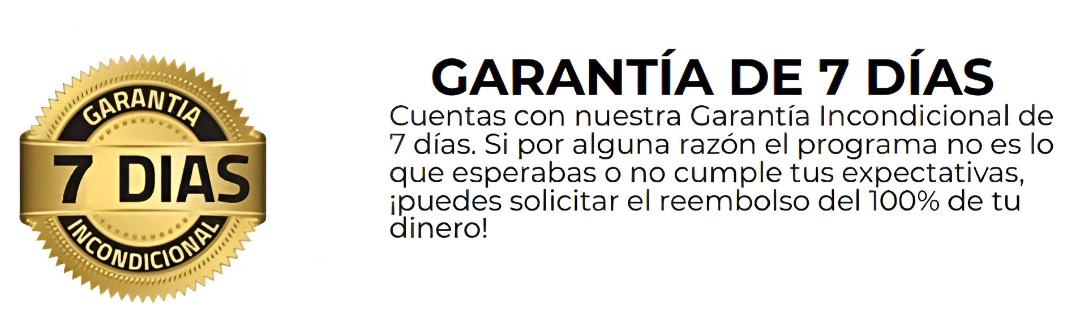 GARANTIA
7 DIAS
INCONDICIONAL
GARANTÍA DE 7 DÍAS
Cuentas con nuestra Garantía Incondicional de
7 días. Si por alguna razón el programa no es lo
que esperabas o no cumple tus expectativas,
¡puedes solicitar el reembolso del 100% de tu
dinero!